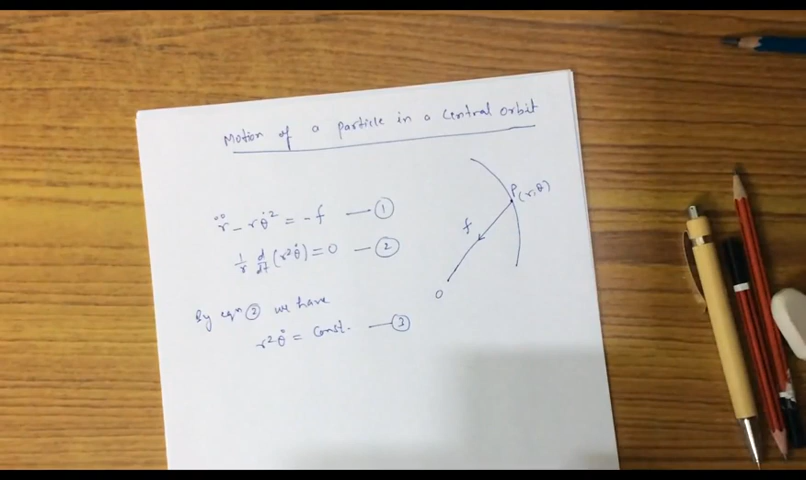 Motion of a particle in a central orbit
r̈ - rθ̇² = -f —①
1/r d/dt (r²θ̇) = 0 —②
By eqn ② we have
r²θ̇ = const. —③
P(r,θ)
f
O